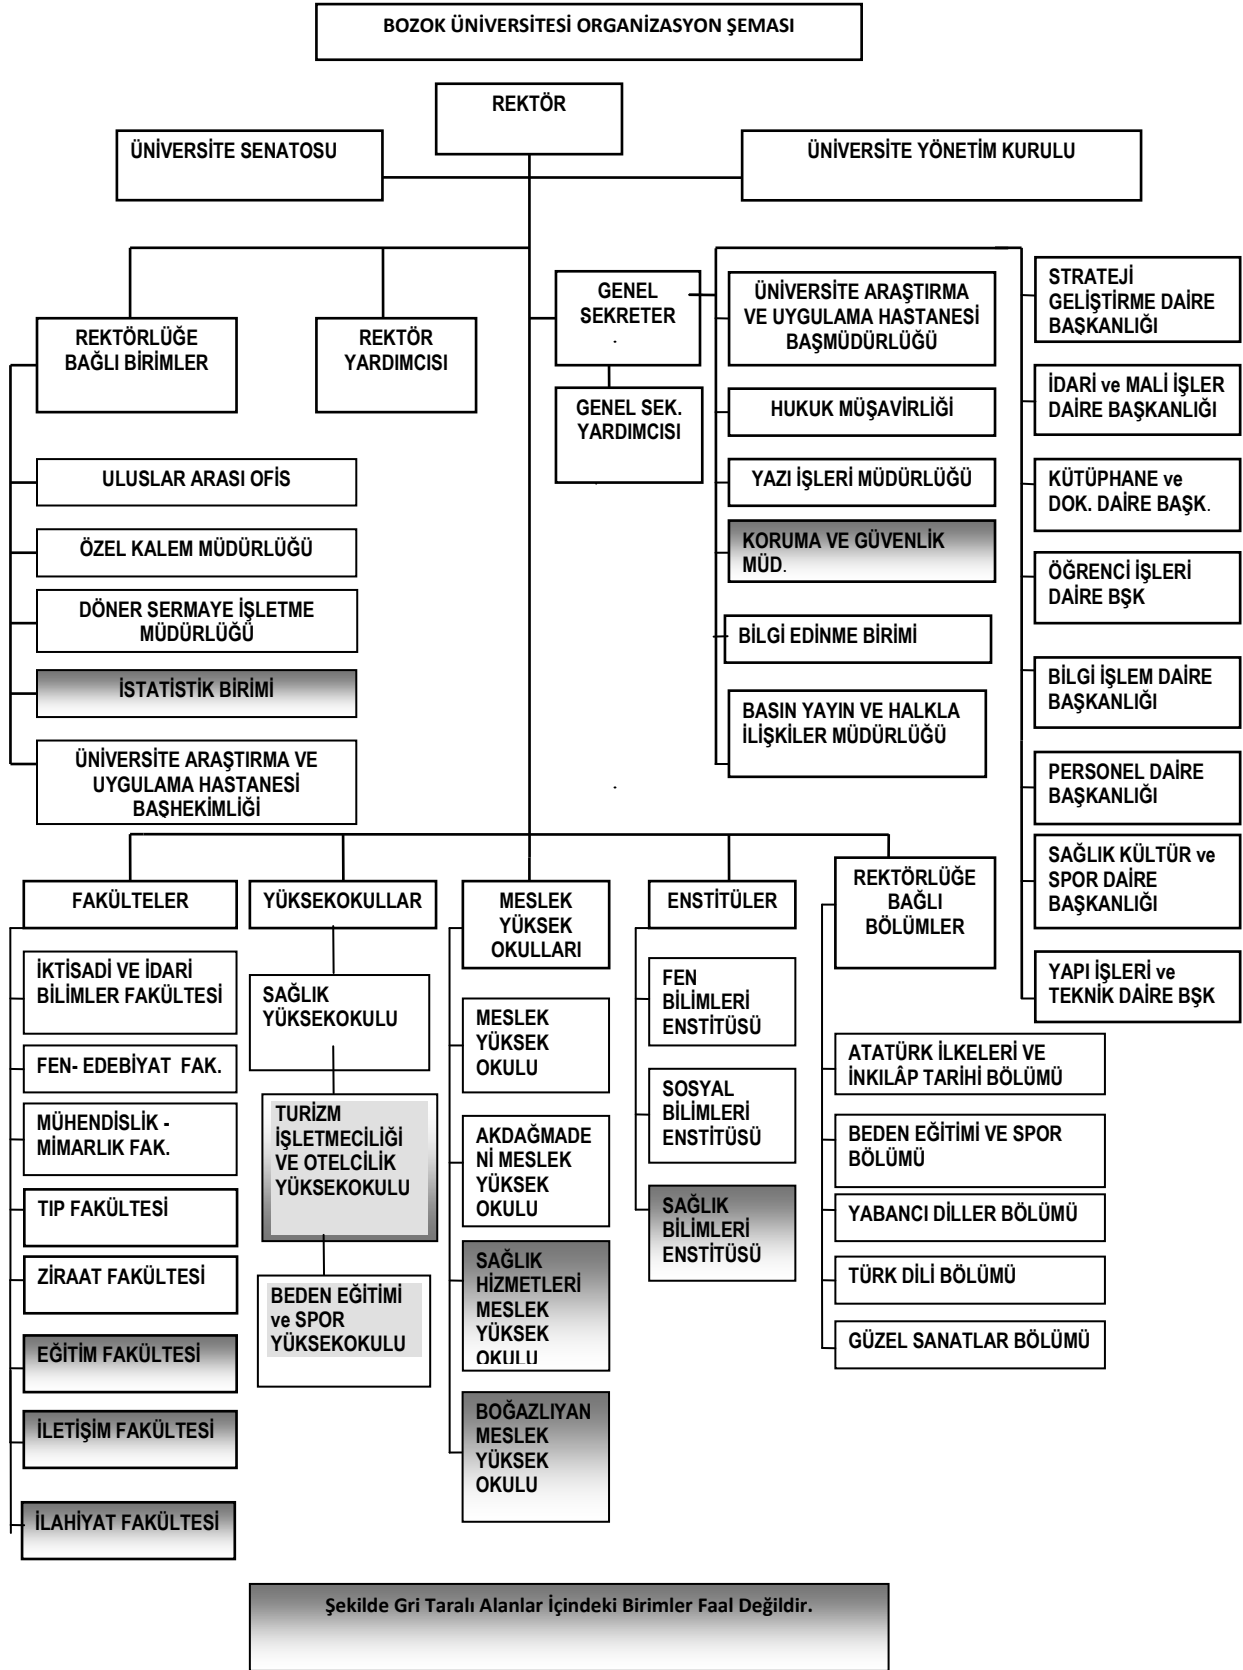 BOZOK ÜNİVERSİTESİ ORGANİZASYON ŞEMASI
REKTÖR
ÜNİVERSİTE SENATOSU
ÜNİVERSİTE YÖNETİM KURULU
REKTÖRLÜĞE
BAĞLI BİRİMLER
REKTÖR
YARDIMCISI
GENEL
SEKRETER
GENEL SEK.
YARDIMCISI
ULUSLAR ARASI OFİS
ÖZEL KALEM MÜDÜRLÜĞÜ
DÖNER SERMAYE İŞLETME
MÜDÜRLÜĞÜ
İSTATİSTİK BİRİMİ
ÜNİVERSİTE ARAŞTIRMA VE
UYGULAMA HASTANESİ
BAŞHEKİMLİĞİ
ÜNİVERSİTE ARAŞTIRMA
VE UYGULAMA HASTANESİ
BAŞMÜDÜRLÜĞÜ
HUKUK MÜŞAVİRLİĞİ
YAZI İŞLERİ MÜDÜRLÜĞÜ
KORUMA VE GÜVENLİK
MÜD.
BİLGİ EDİNME BİRİMİ
BASIN YAYIN VE HALKLA
İLİŞKİLER MÜDÜRLÜĞÜ
STRATEJİ
GELİŞTİRME DAİRE
BAŞKANLIĞI
İDARİ ve MALİ İŞLER
DAİRE BAŞKANLIĞI
KÜTÜPHANE ve
DOK. DAİRE BAŞK.
ÖĞRENCİ İŞLERİ
DAİRE BŞK
BİLGİ İŞLEM DAİRE
BAŞKANLIĞI
PERSONEL DAİRE
BAŞKANLIĞI
SAĞLIK KÜLTÜR ve
SPOR DAİRE
BAŞKANLIĞI
YAPI İŞLERİ ve
TEKNİK DAİRE BŞK
FAKÜLTELER
İKTİSADİ VE İDARİ
BİLİMLER FAKÜLTESİ
FEN- EDEBİYAT  FAK.
MÜHENDİSLİK -
MİMARLIK FAK.
TIP FAKÜLTESİ
ZİRAAT FAKÜLTESİ
EĞİTİM FAKÜLTESİ
İLETİŞİM FAKÜLTESİ
İLAHİYAT FAKÜLTESİ
YÜKSEKOKULLAR
SAĞLIK
YÜKSEKOKULU
TURİZM
İŞLETMECİLİĞİ
VE OTELCİLİK
YÜKSEKOKULU
BEDEN EĞİTİMİ
ve SPOR
YÜKSEKOKULU
MESLEK
YÜKSEK
OKULLARI
MESLEK
YÜKSEK
OKULU
AKDAĞMADE
Nİ MESLEK
YÜKSEK
OKULU
SAĞLIK
HİZMETLERİ
MESLEK
YÜKSEK
OKULU
BOĞAZLIYAN
MESLEK
YÜKSEK
OKULU
ENSTİTÜLER
FEN
BİLİMLERİ
ENSTİTÜSÜ
SOSYAL
BİLİMLERİ
ENSTİTÜSÜ
SAĞLIK
BİLİMLERİ
ENSTİTÜSÜ
REKTÖRLÜĞE
BAĞLI
BÖLÜMLER
ATATÜRK İLKELERİ VE
İNKILÂP TARİHİ BÖLÜMÜ
BEDEN EĞİTİMİ VE SPOR
BÖLÜMÜ
YABANCI DİLLER BÖLÜMÜ
TÜRK DİLİ BÖLÜMÜ
GÜZEL SANATLAR BÖLÜMÜ
Şekilde Gri Taralı Alanlar İçindeki Birimler Faal Değildir.